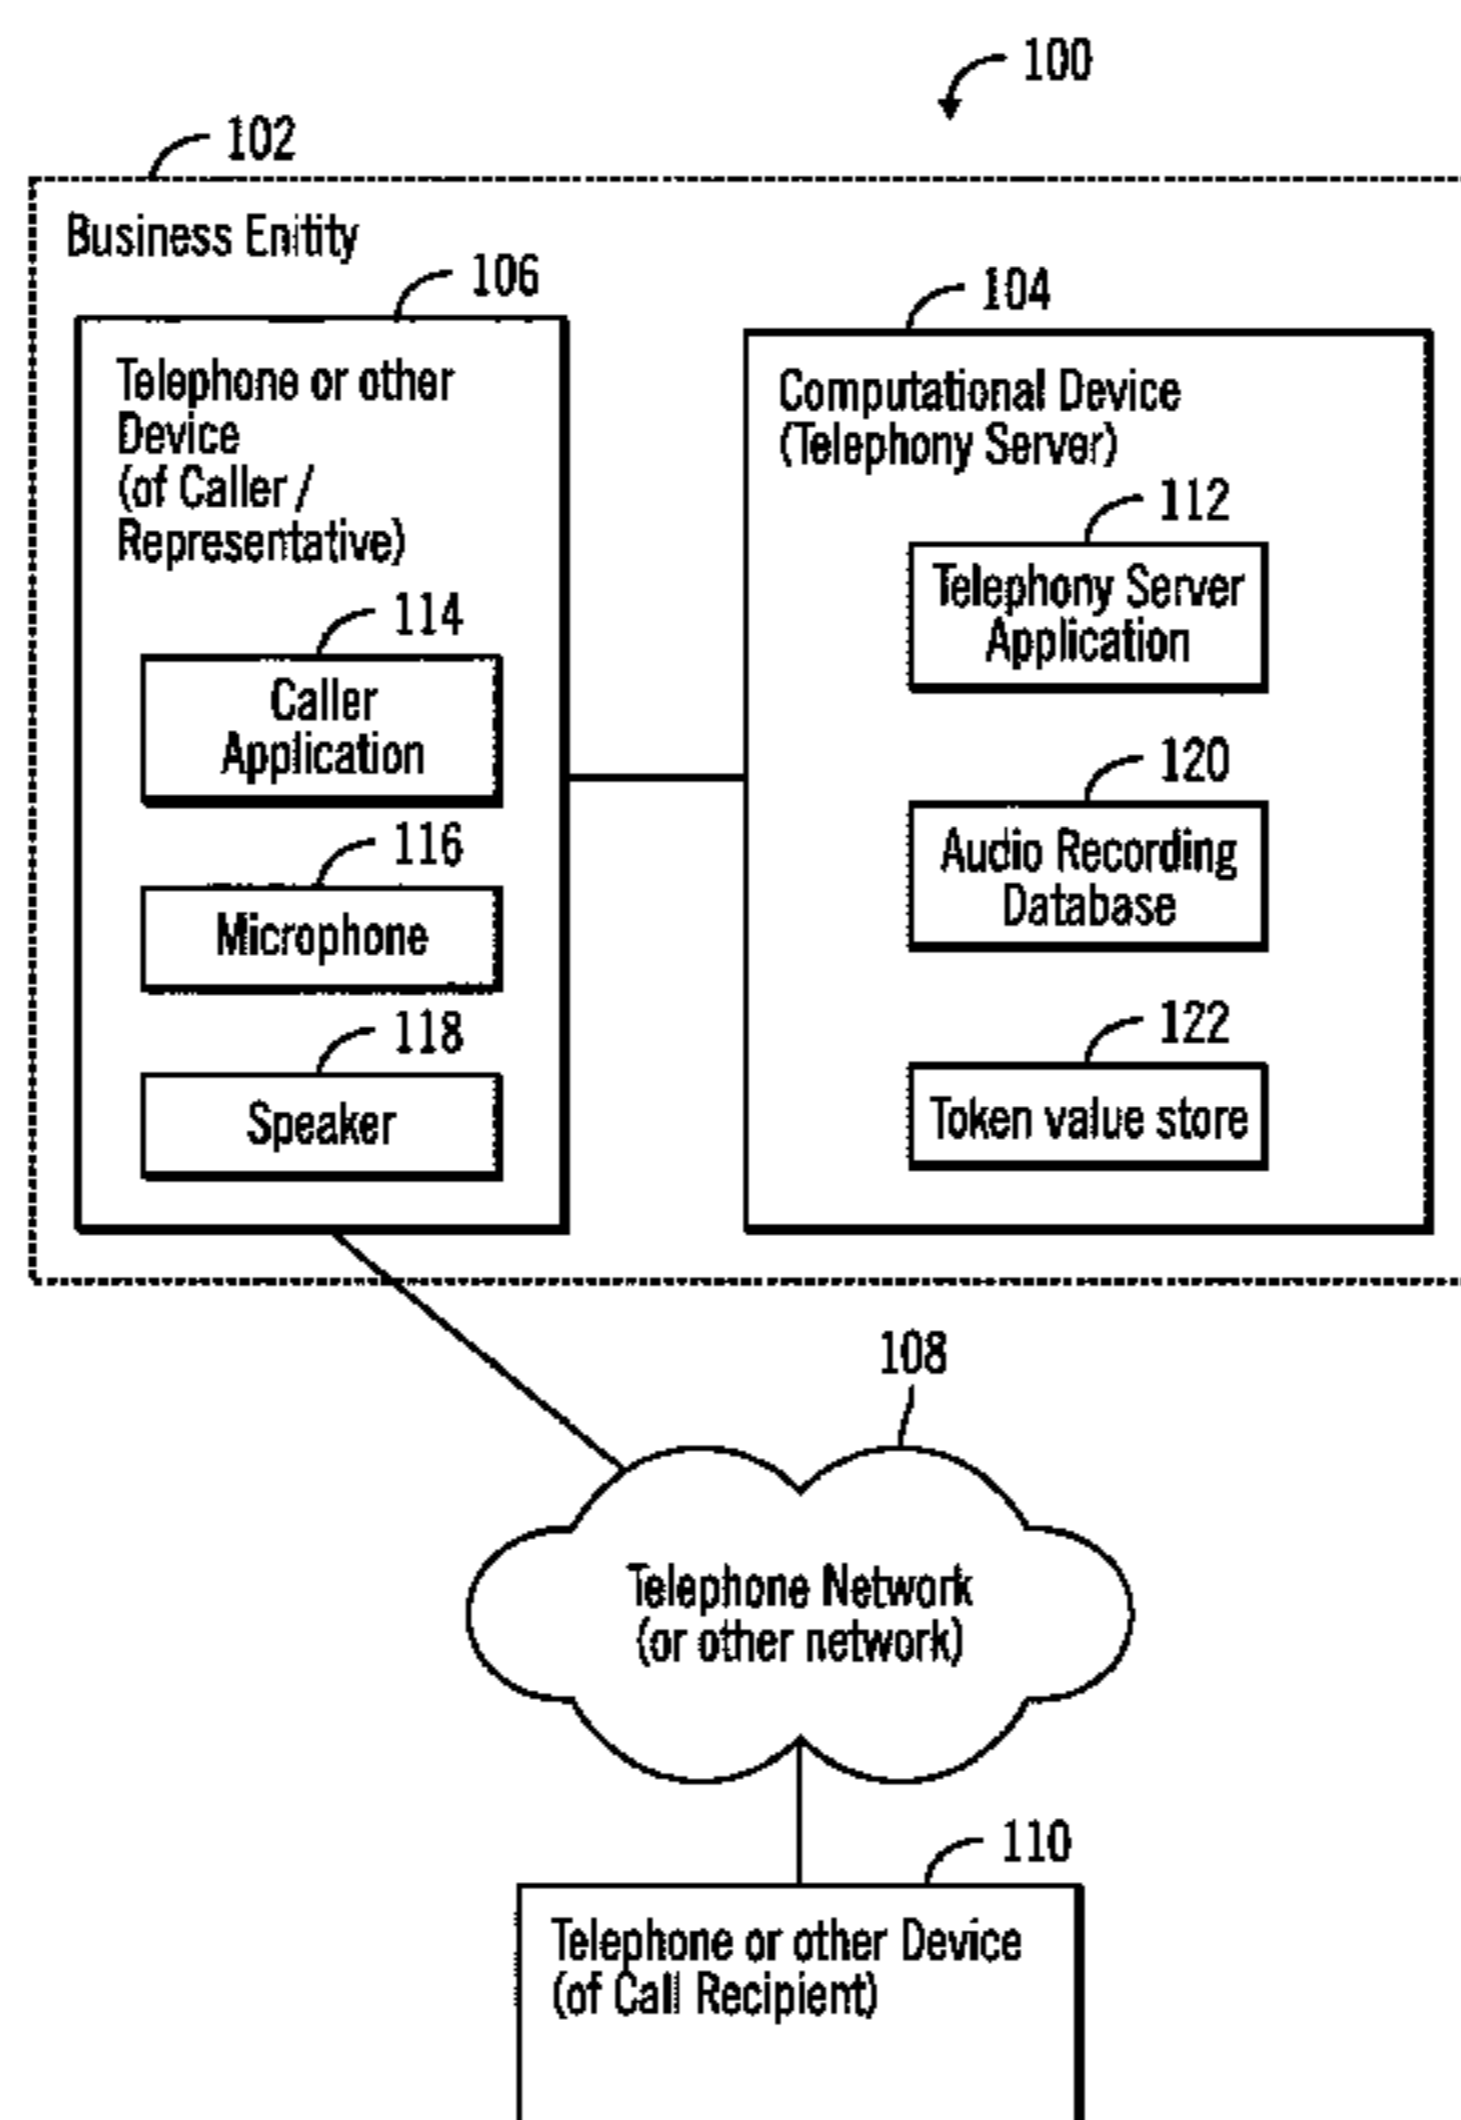 100
102
Business Enitity
106
104
Telephone or other
Device
(of Caller /
Representative)
Computational Device
(Telephony Server)
112
Telephony Server
Application
114
Caller
Application
120
Audio Recording
Database
116
Microphone
118
Speaker
122
Token value store
108
Telephone Network
(or other network)
110
Telephone or other Device
(of Call Recipient)